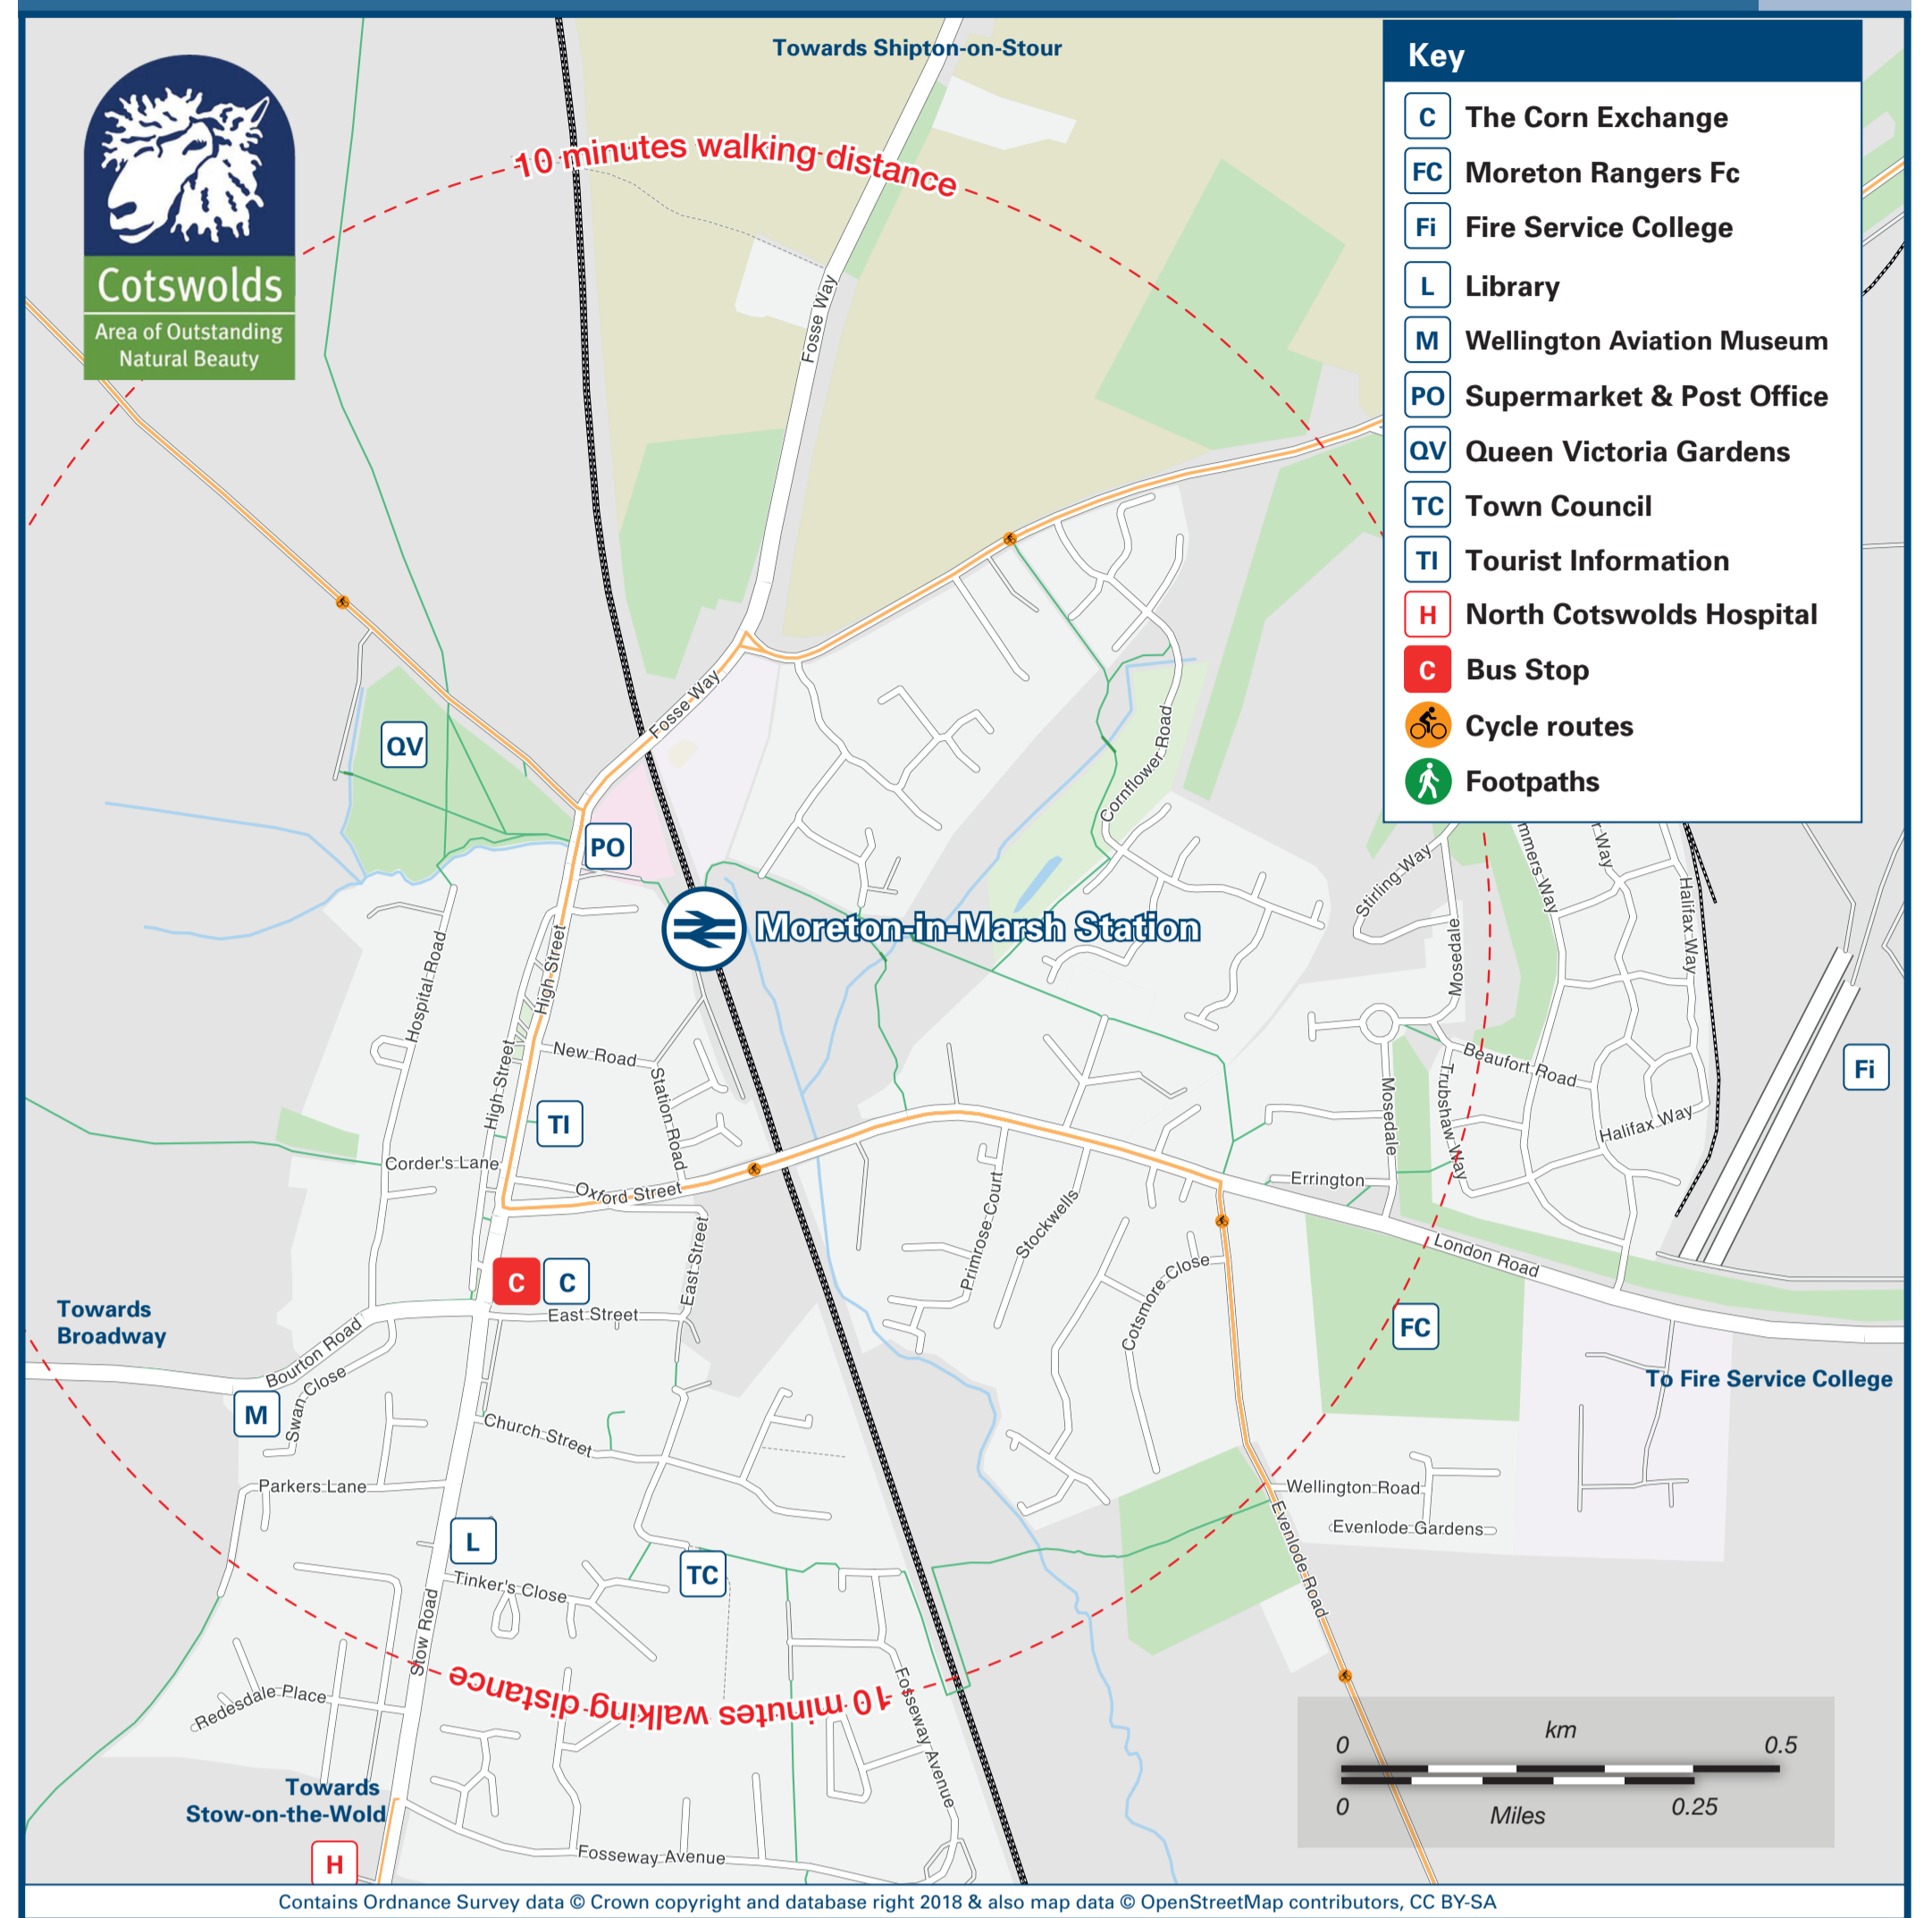 Towards Shipton-on-Stour
Cotswolds
Area of Outstanding
Natural Beauty
10 minutes walking distance
Key
C The Corn Exchange
FC Moreton Rangers Fc
Fi Fire Service College
L Library
M Wellington Aviation Museum
PO Supermarket & Post Office
QV Queen Victoria Gardens
TC Town Council
TI Tourist Information
H North Cotswolds Hospital
C Bus Stop
Cycle routes
Footpaths
Fosse Way
Fosse Way
QV
PO
Cornflower Road
Moreton-in-Marsh Station
Stirling Way
mmers Way
r Way
Halifax Way
Mosedale
Hospital Road
High Street
High Street
New Road
Station Road
TI
Beaufort Road
Mosedale
Trubshaw Way
Halifax Way
Fi
Corder's Lane
Oxford Street
Errington
Primrose Court
Stockwells
Cotsmore Close
London Road
C
C
East Street
East Street
FC
Towards
Broadway
Bourton Road
Swan Close
M
To Fire Service College
Church Street
Parkers Lane
Wellington Road
Evenlode Gardens
Evenlode Road
L
TC
Tinker's Close
Stow Road
10 minutes walking distance
Redesdale Place
Fosseway Avenue
Towards
Stow-on-the-Wold
H
Fosseway Avenue
km
0 0.5
0 0.25
Miles
Contains Ordnance Survey data © Crown copyright and database right 2018 & also map data © OpenStreetMap contributors, CC BY-SA